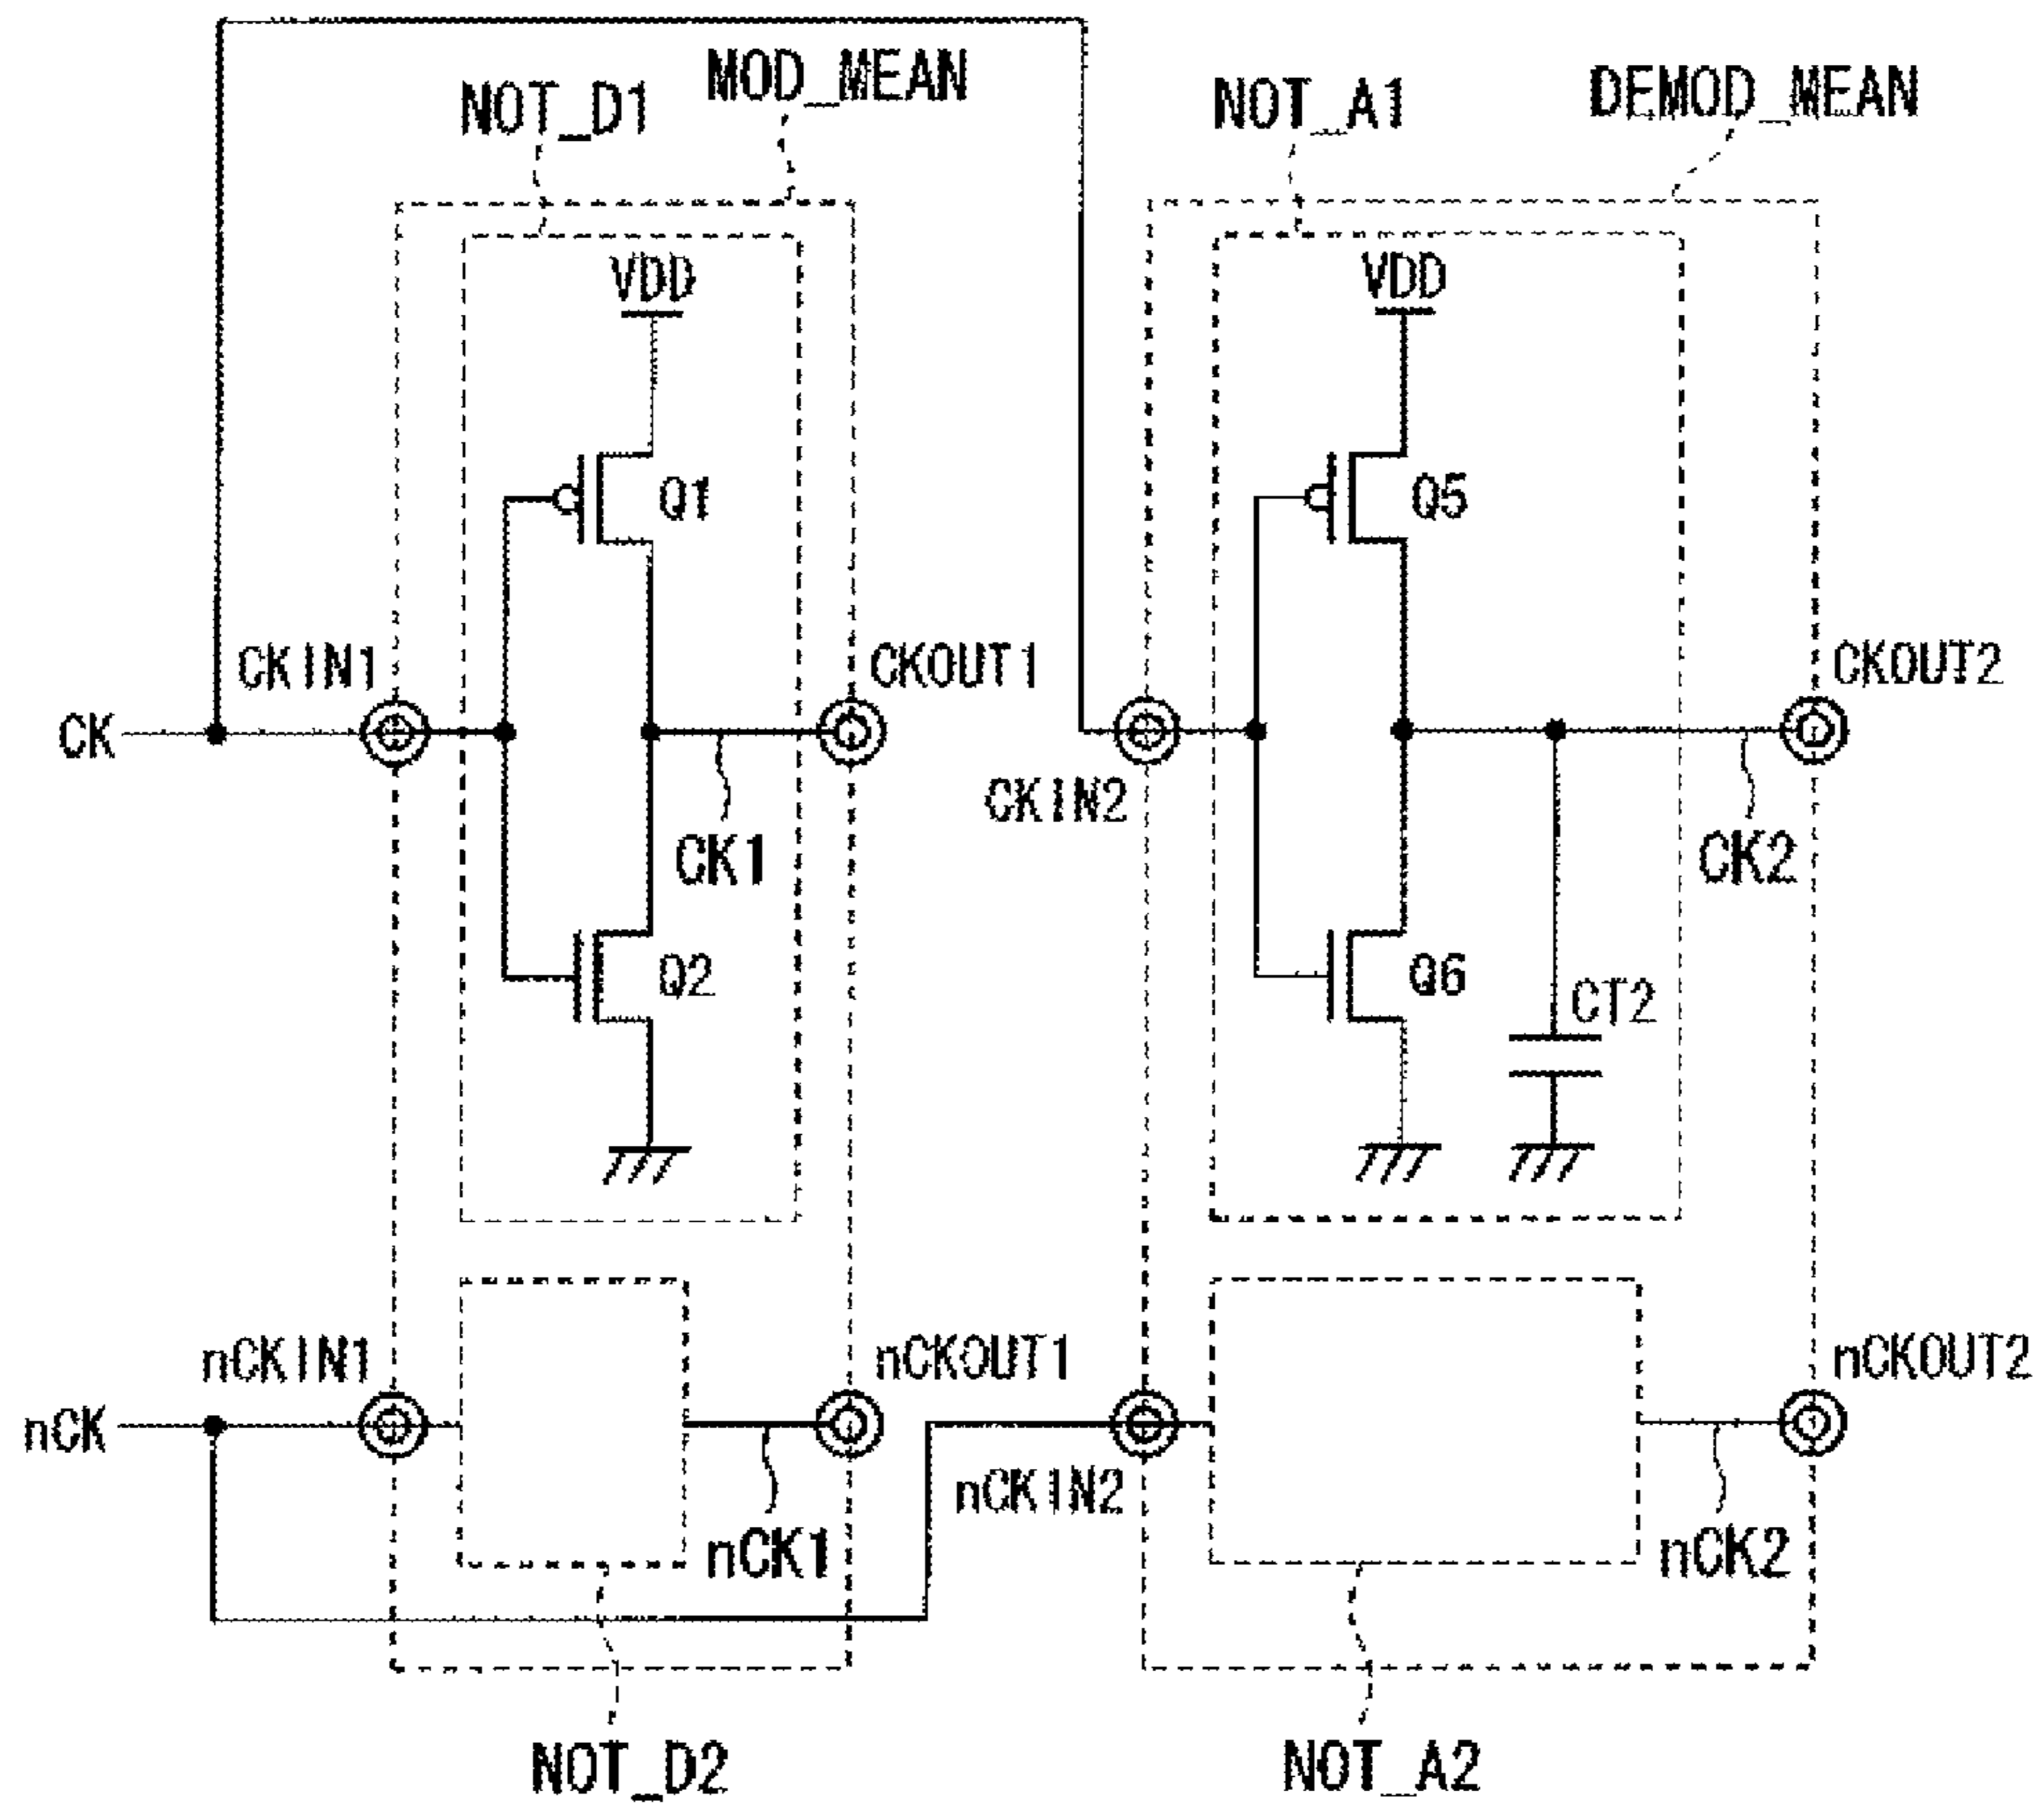 MOD_MEAN
NOT_D1
NOT_A1
DEMOD_MEAN
VDD
VDD
Q1
Q5
CKIN1
CKOUT1
CKOUT2
CK
CKIN2
CK1
CK2
Q2
Q6
CT2
nCKIN1
nCKOUT1
nCKOUT2
nCK
nCKIN2
nCK1
nCK2
NOT_D2
NOT_A2